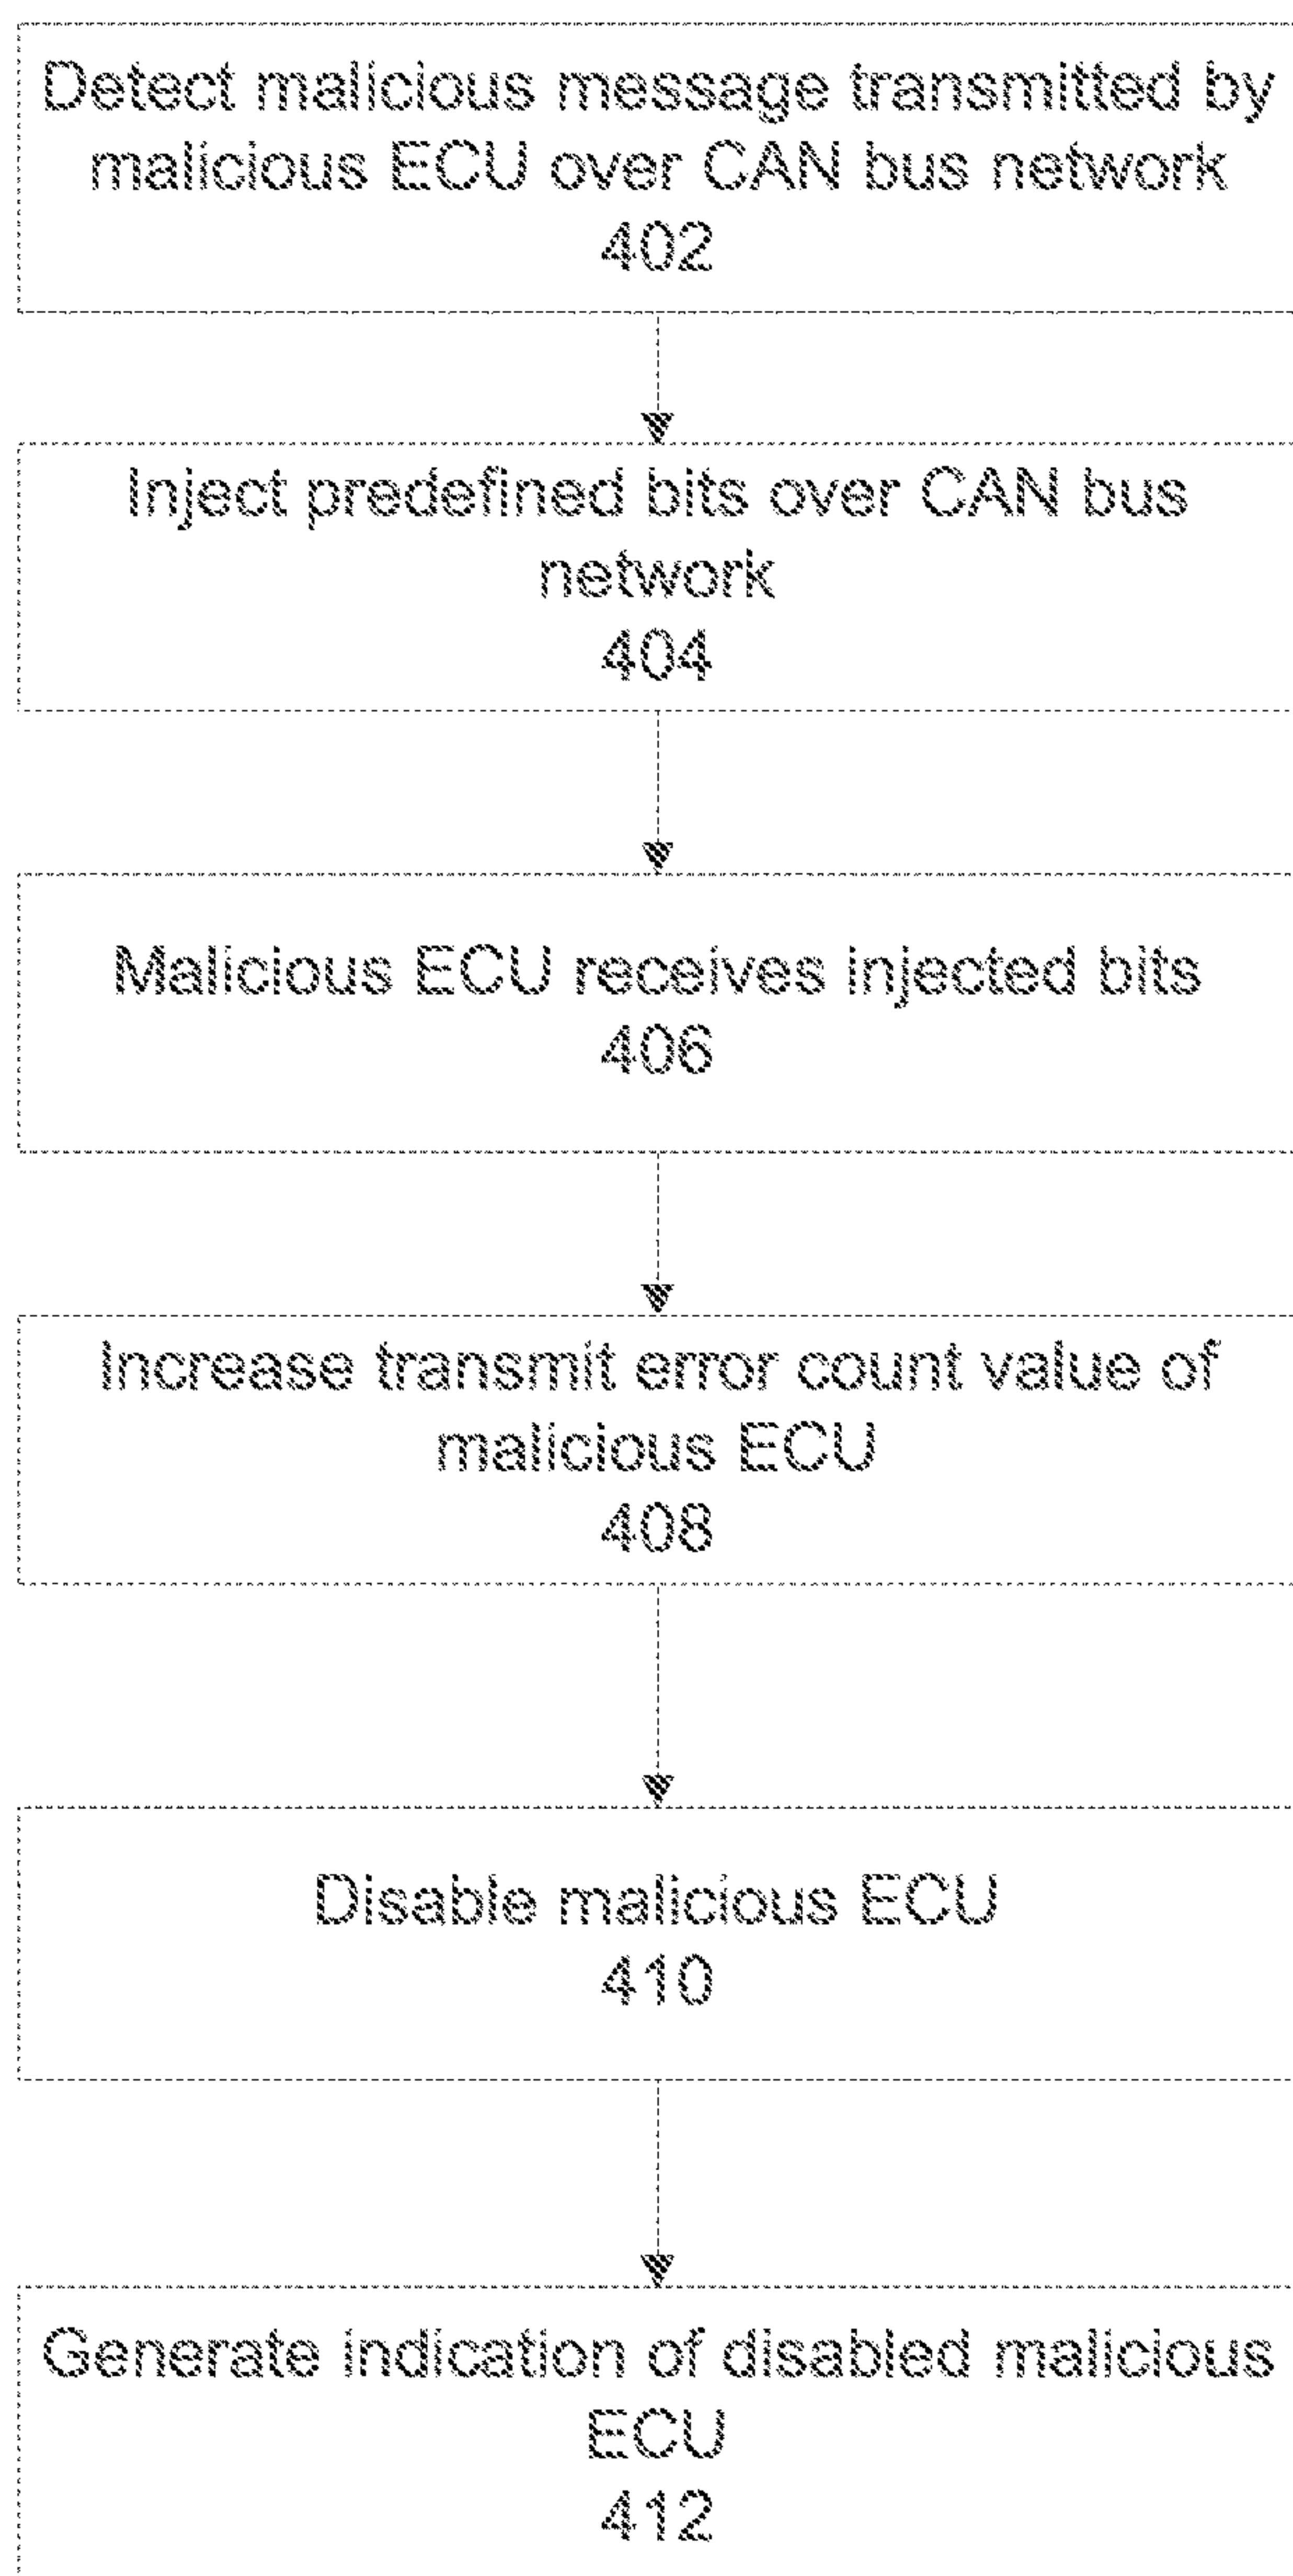 Detect malicious message transmitted by
malicious ECU over CAN bus network
402
Inject predefined bits over CAN bus
network
404
Malicious ECU receives injected bits
406
Increase transmit error count value of
malicious ECU
408
Disable malicious ECU
410
Generate indication of disabled malicious
ECU
412